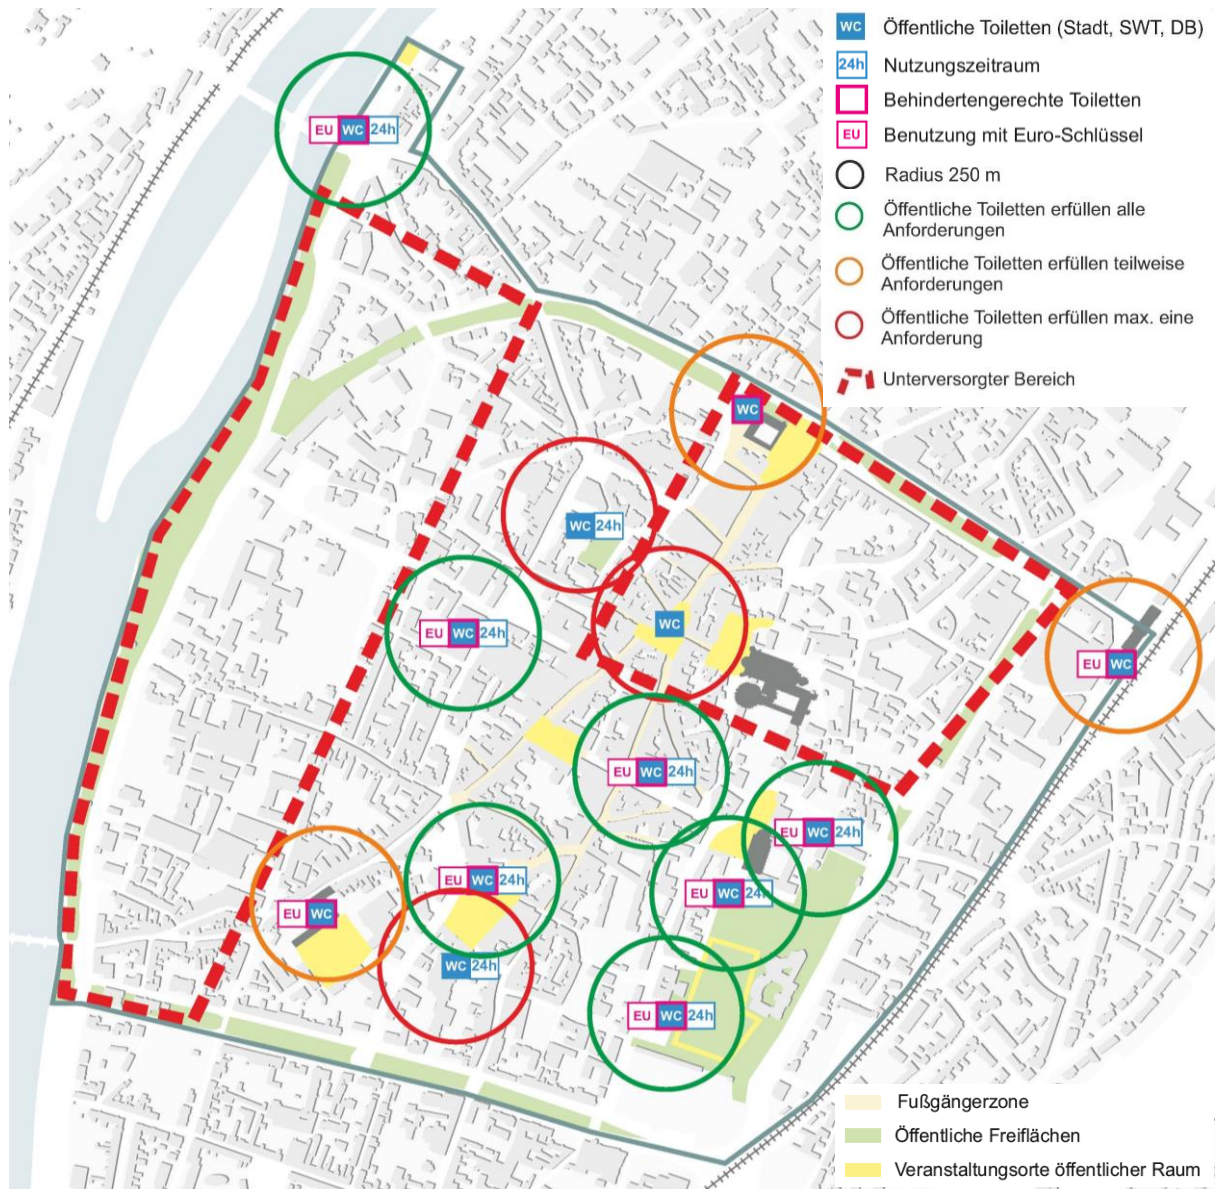 WC Öffentliche Toiletten (Stadt, SWT, DB)
24h Nutzungszeitraum
Behindertengerechte Toiletten
EU Benutzung mit Euro-Schlüssel
Radius 250 m
Öffentliche Toiletten erfüllen alle
Anforderungen
Öffentliche Toiletten erfüllen teilweise
Anforderungen
Öffentliche Toiletten erfüllen max. eine
Anforderung
Unterversorgter Bereich
EU WC 24h
WC
WC 24h
WC
EU WC 24h
EU WC
EU WC 24h
EU WC 24h
EU WC 24h
EU WC 24h
EU WC
WC 24h
EU WC 24h
Fußgängerzone
Öffentliche Freiflächen
Veranstaltungsorte öffentlicher Raum